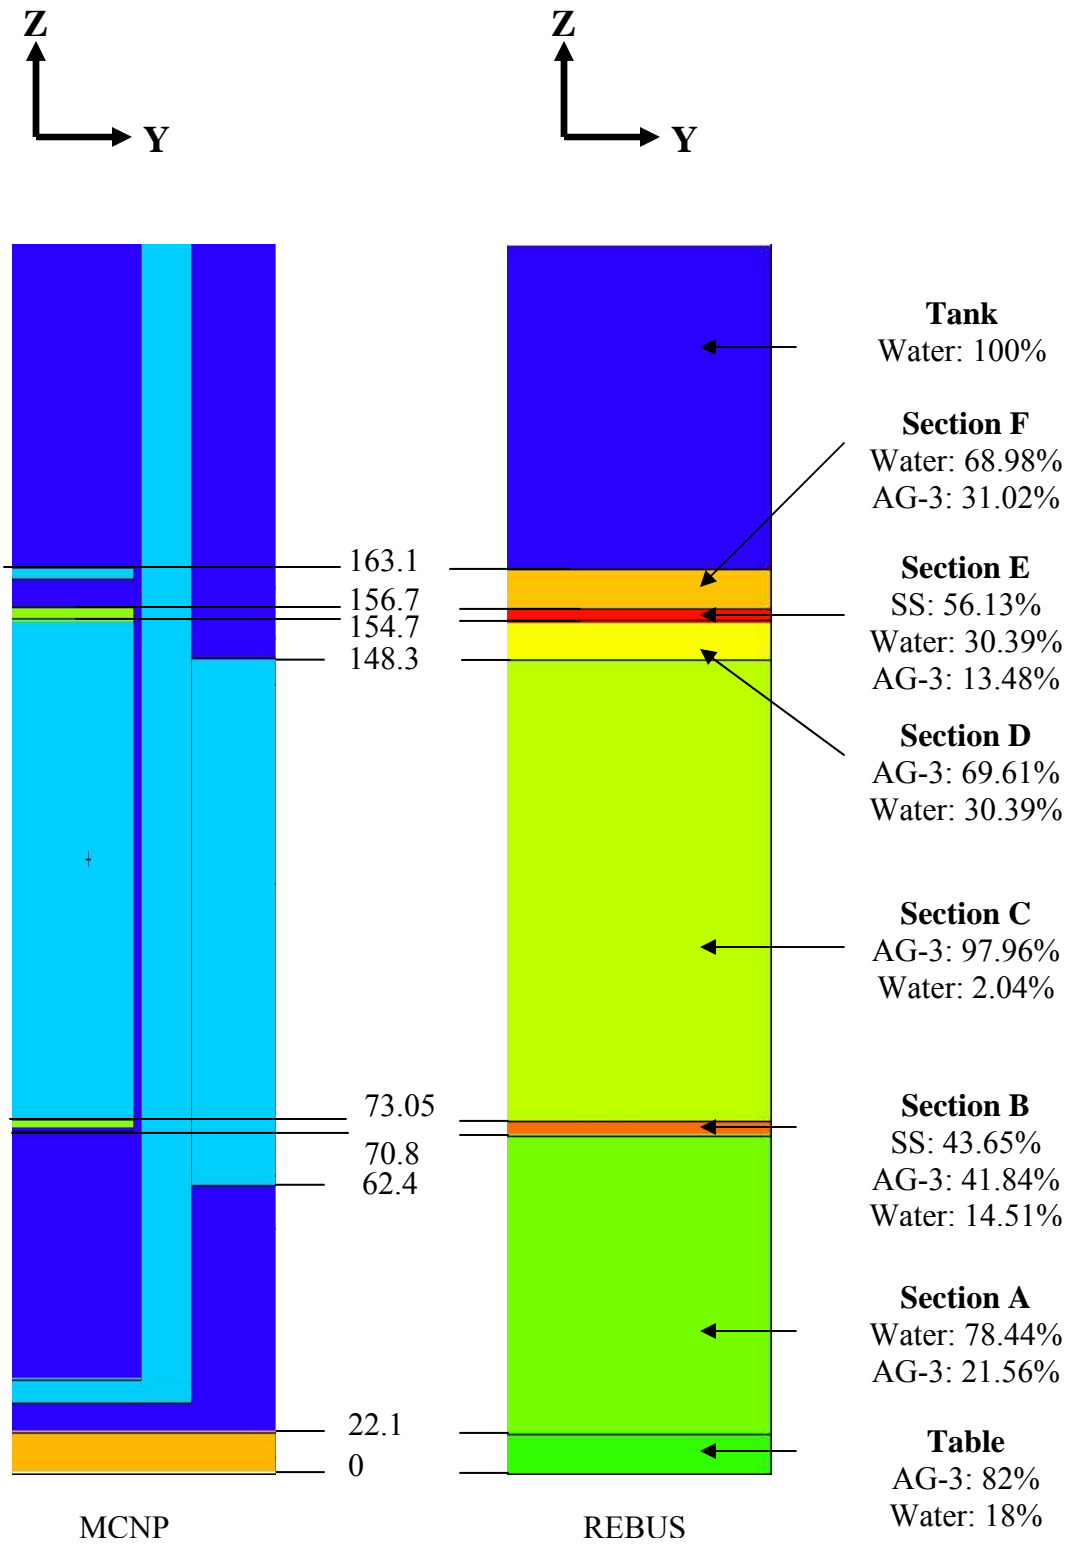 Z
Y
Z
Y
Tank
Water: 100%
Section F
Water: 68.98%
AG-3: 31.02%
Section E
SS: 56.13%
Water: 30.39%
AG-3: 13.48%
Section D
AG-3: 69.61%
Water: 30.39%
Section C
AG-3: 97.96%
Water: 2.04%
Section B
SS: 43.65%
AG-3: 41.84%
Water: 14.51%
Section A
Water: 78.44%
AG-3: 21.56%
Table
AG-3: 82%
Water: 18%
163.1
156.7
154.7
148.3
73.05
70.8
62.4
22.1
0
MCNP
REBUS